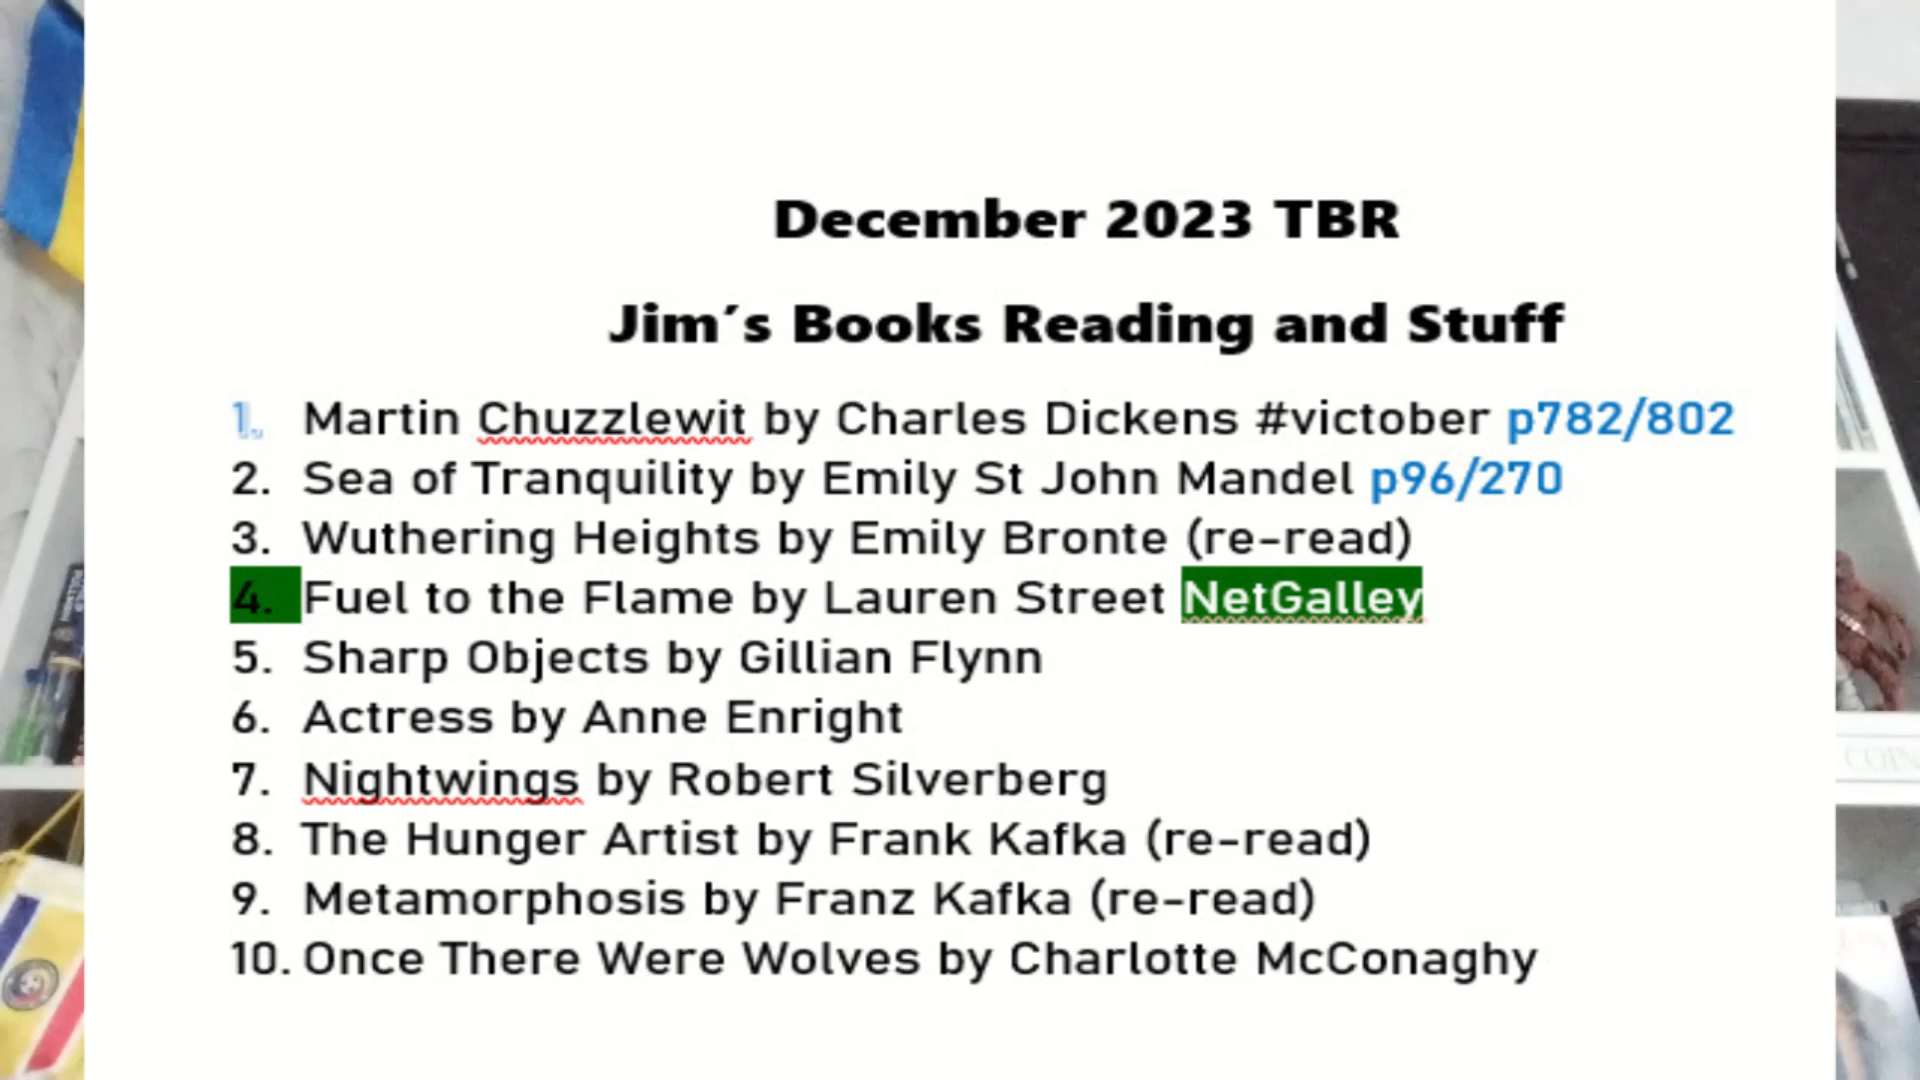 December 2023 TBR
Jim´s Books Reading and Stuff
1. Martin Chuzzlewit by Charles Dickens #victober p782/802
2. Sea of Tranquility by Emily St John Mandel p96/270
3. Wuthering Heights by Emily Bronte (re-read)
4. Fuel to the Flame by Lauren Street NetGalley
5. Sharp Objects by Gillian Flynn
6. Actress by Anne Enright
7. Nightwings by Robert Silverberg
8. The Hunger Artist by Frank Kafka (re-read)
9. Metamorphosis by Franz Kafka (re-read)
10. Once There Were Wolves by Charlotte McConaghy